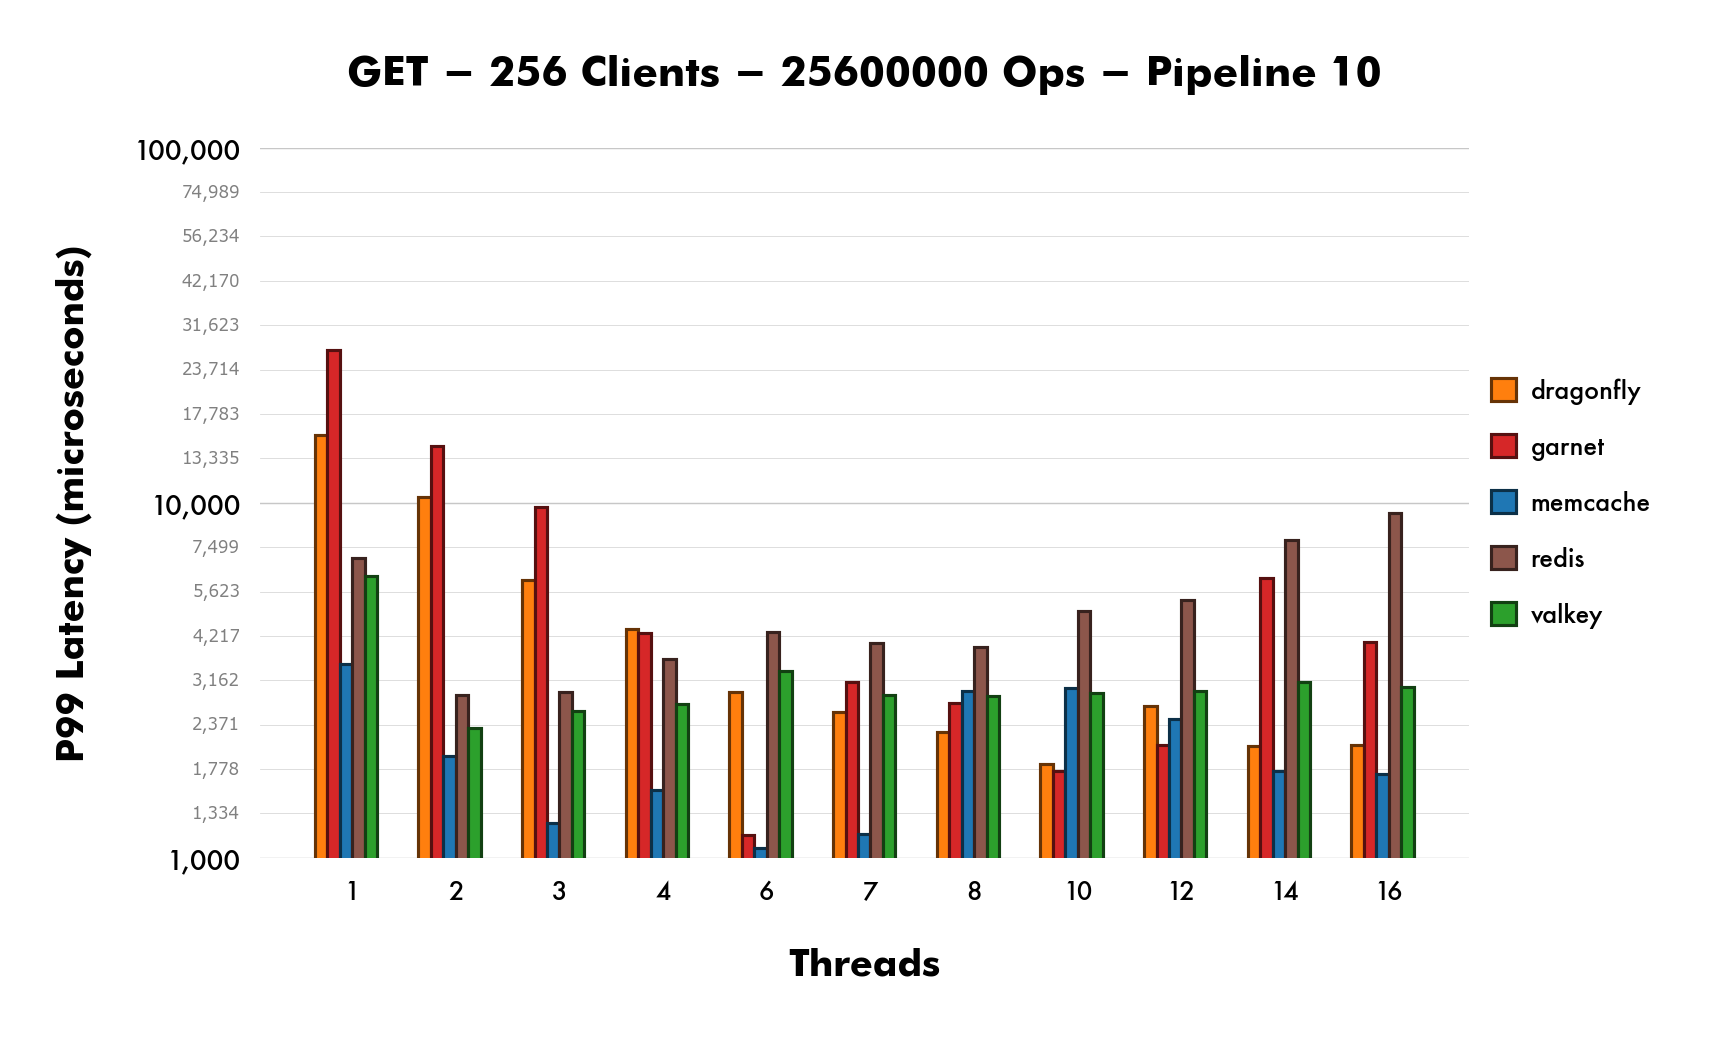 GET – 256 Clients – 25600000 Ops – Pipeline 10
P99 Latency (microseconds)
100,000
74,989
56,234
42,170
31,623
23,714
17,783
13,335
10,000
7,499
5,623
4,217
3,162
2,371
1,778
1,334
1,000
1 2 3 4 6 7 8 10 12 14 16
Threads
dragonfly
garnet
memcache
redis
valkey